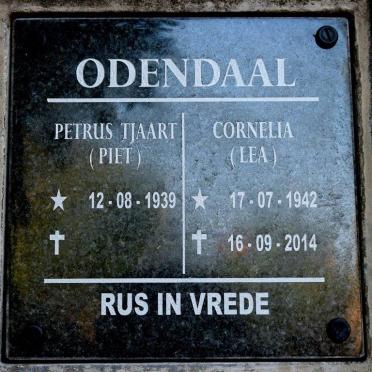 ODENDAAL
PETRUS TJAART
(PIET)
★ 12-08-1939
✝
CORNELIA
(LEA)
★ 17-07-1942
✝ 16-09-2014
RUS IN VREDE